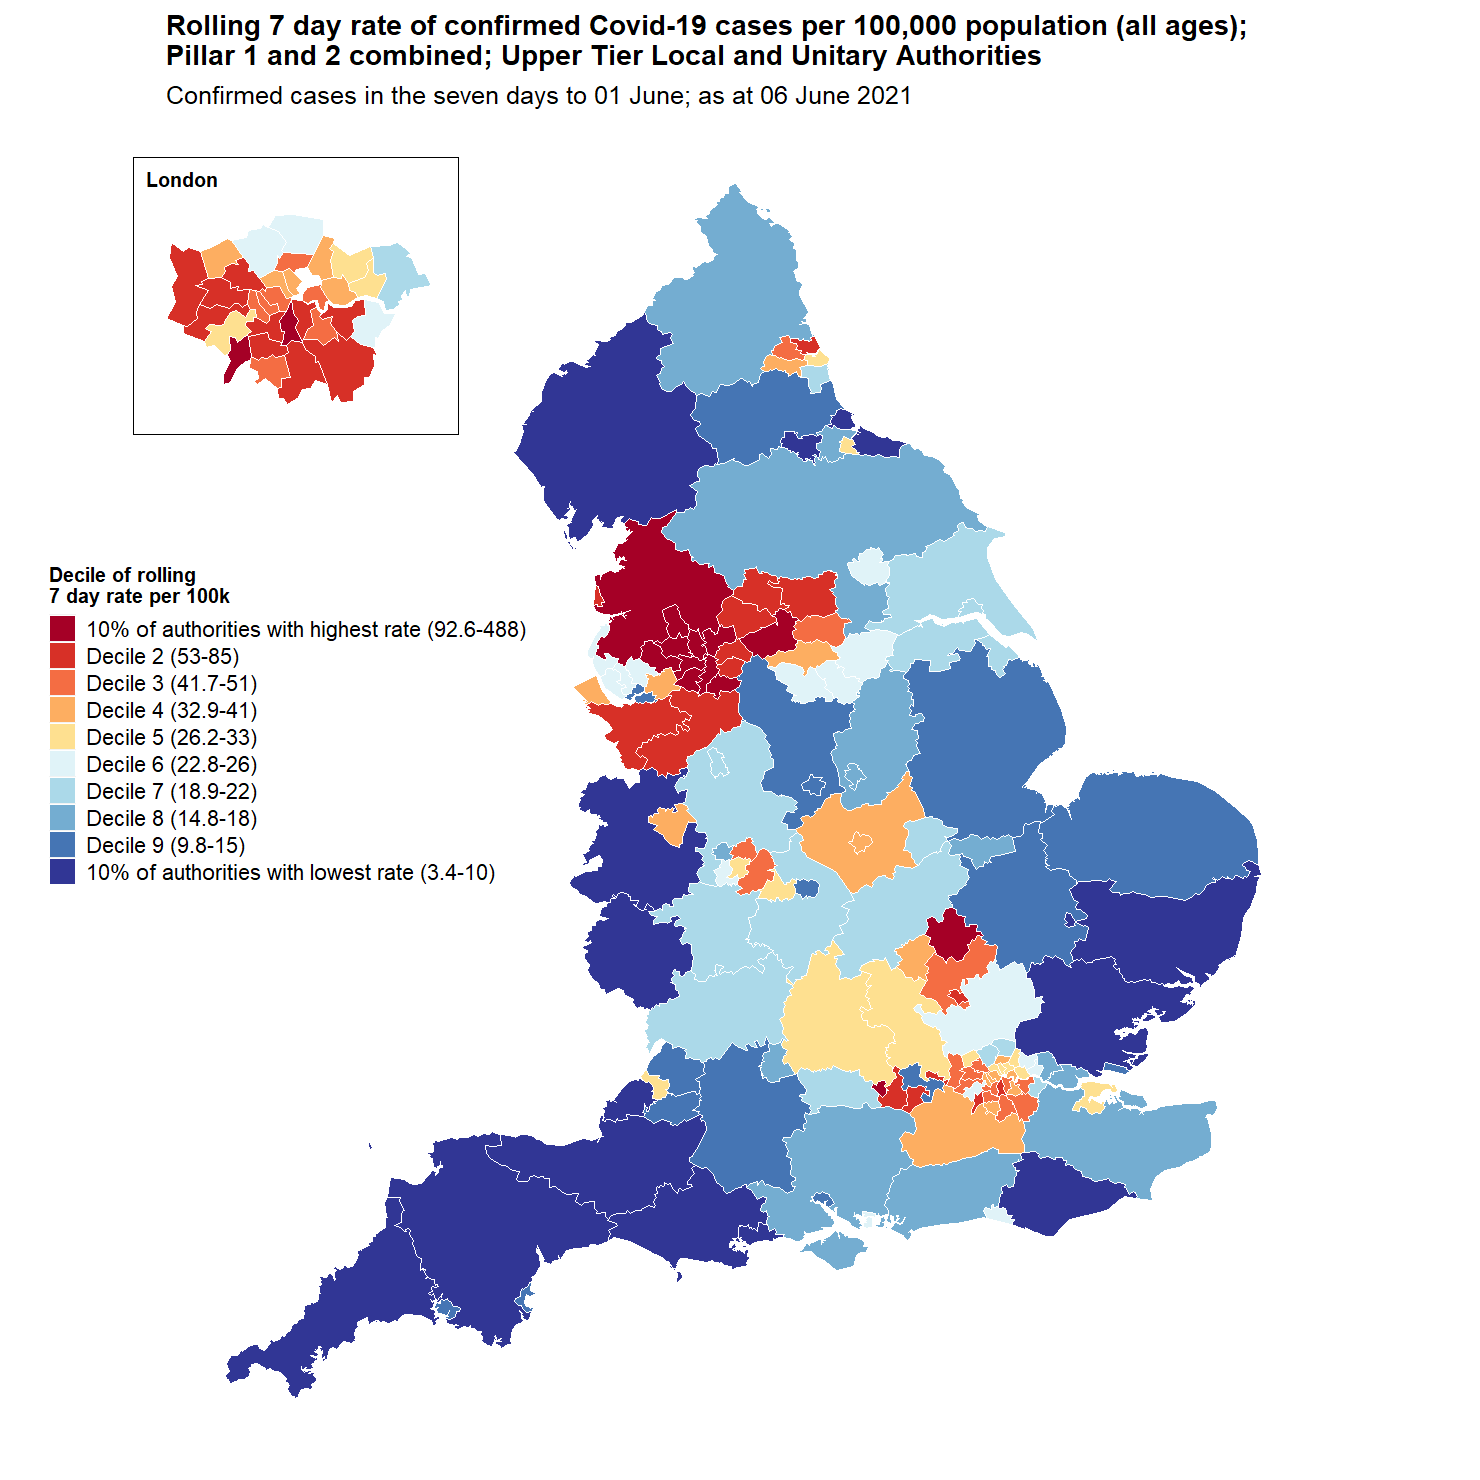 Rolling 7 day rate of confirmed Covid-19 cases per 100,000 population (all ages);
Pillar 1 and 2 combined; Upper Tier Local and Unitary Authorities
Confirmed cases in the seven days to 01 June; as at 06 June 2021
London
Decile of rolling
7 day rate per 100k
10% of authorities with highest rate (92.6-488)
Decile 2 (53-85)
Decile 3 (41.7-51)
Decile 4 (32.9-41)
Decile 5 (26.2-33)
Decile 6 (22.8-26)
Decile 7 (18.9-22)
Decile 8 (14.8-18)
Decile 9 (9.8-15)
10% of authorities with lowest rate (3.4-10)